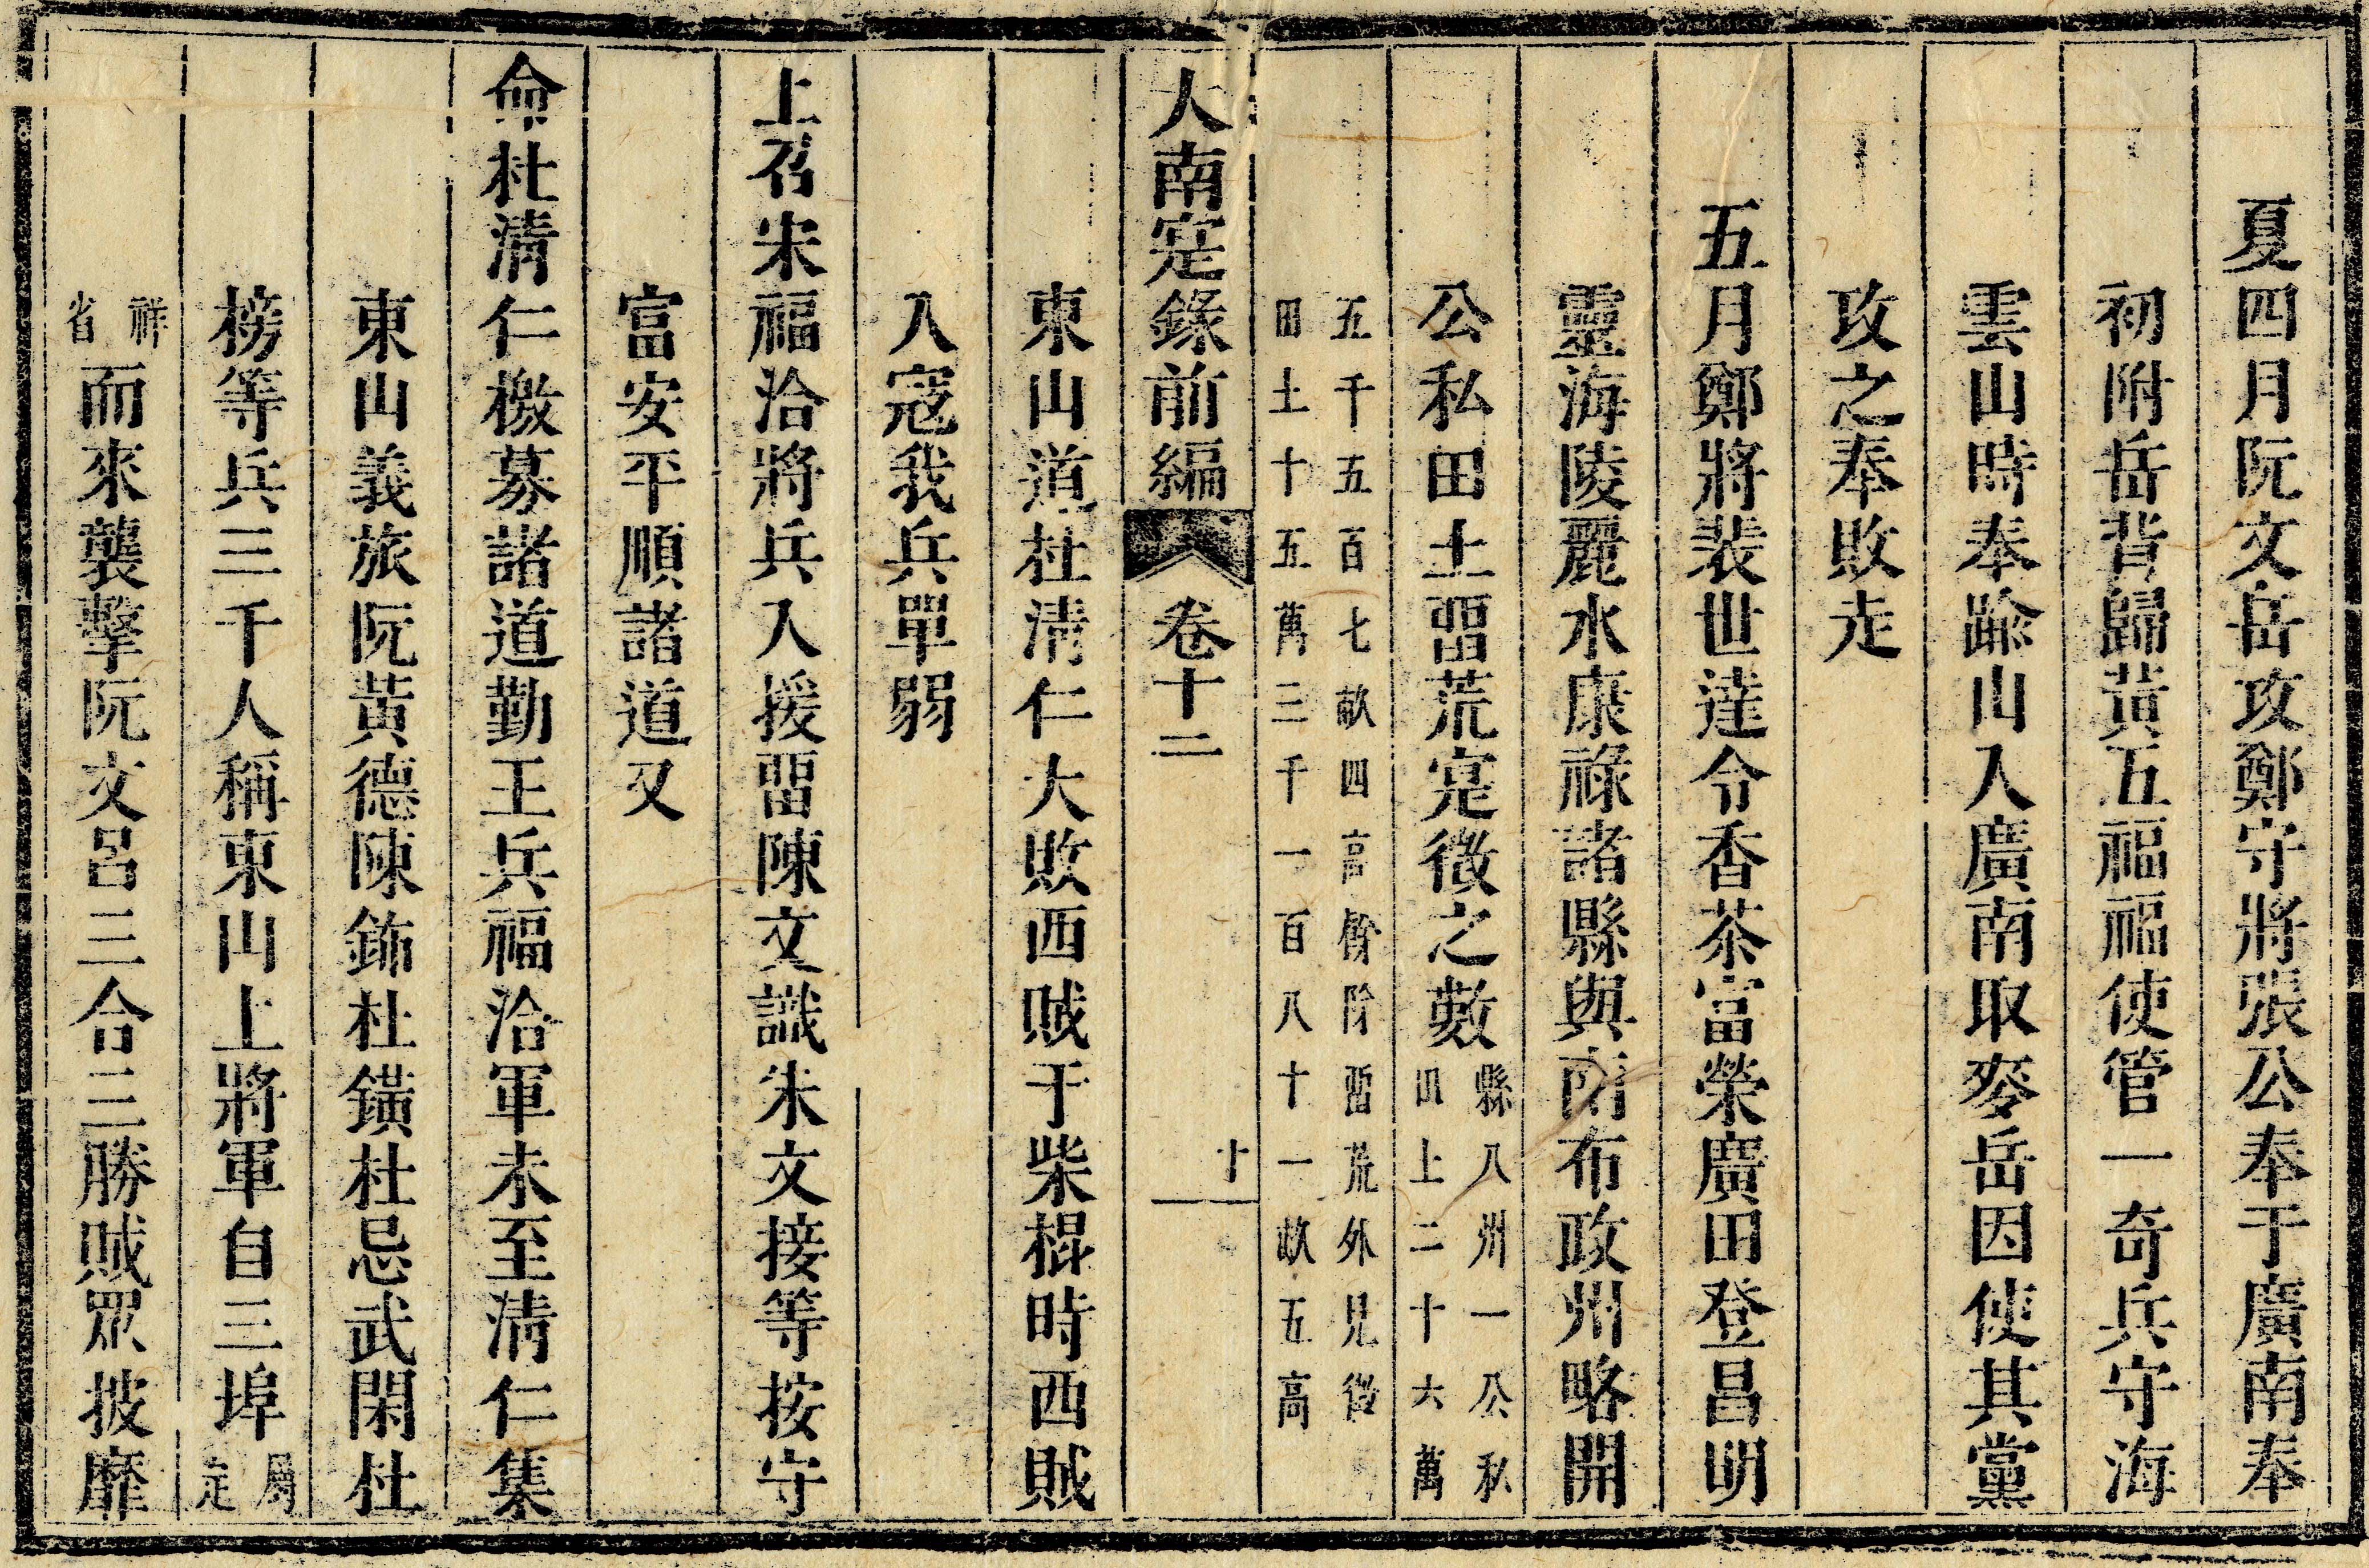 夏四月阮文岳攻鄭守將張公奉于廣南奉
初附岳背歸黃五福福使管一奇兵守海
雲山時奉踰山入廣南取麥岳因使其黨
攻之奉敗走
五月鄭將裴世達令香茶富榮廣田登昌明
靈海陵麗水康祿諸縣與南布政州略開
公私田土畱荒寔徵之數縣八州一公私田土二十六萬
五千五百七畝四高餘除畱荒外見徵田土十五萬三千一百八十一畝五高
大南寔錄前編 卷十二 十
東山道杜清仁大敗西賊于柴棍時西賊
入寇我兵單弱
上召宋福洽將兵入援畱陳文識朱文接等按守
富安平順諸道又
命杜清仁檄募諸道勤王兵福洽軍未至清仁集
東山義旅阮黃德陳鈽杜鐄杜忌武閑杜
榜等兵三千人稱東山上將軍自三埠屬定
祥省而來襲擊阮文呂三合三勝賊眾披靡